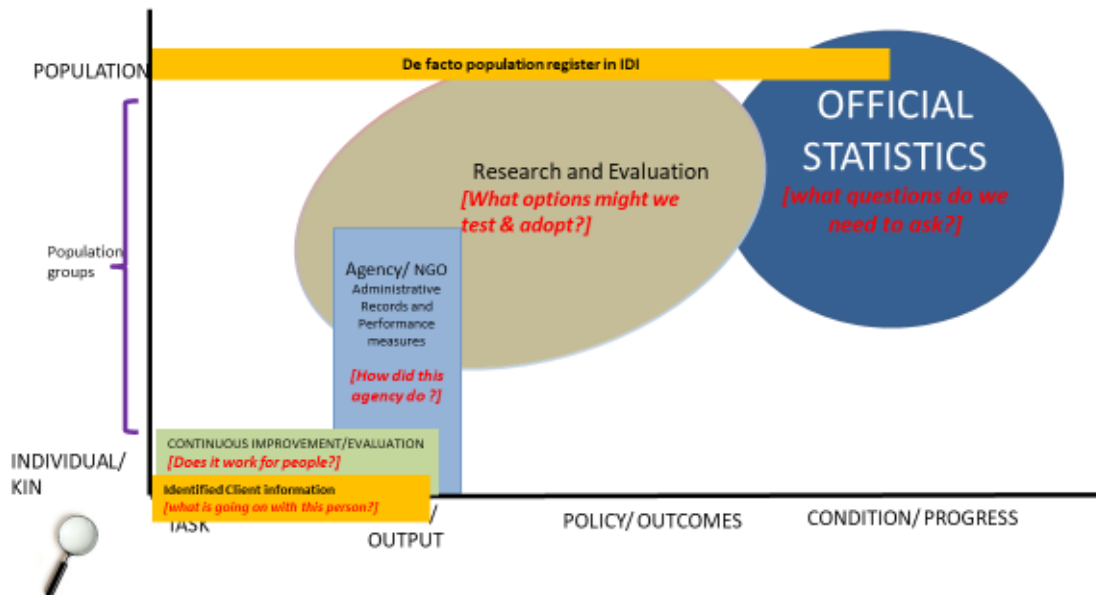 De facto population register in IDI
POPULATION
OFFICIAL
STATISTICS
[what questions do we
need to ask?]
Research and Evaluation
[What options might we
test & adopt?]
Population
groups
Agency/ NGO
Administrative
Records and
Performance
measures
[How did this
agency do ?]
CONTINUOUS IMPROVEMENT/EVALUATION
[Does it work for people?]
INDIVIDUAL/
KIN
Identified Client information
[what is going on with this person?]
TASK
/
OUTPUT
POLICY/ OUTCOMES
CONDITION/ PROGRESS